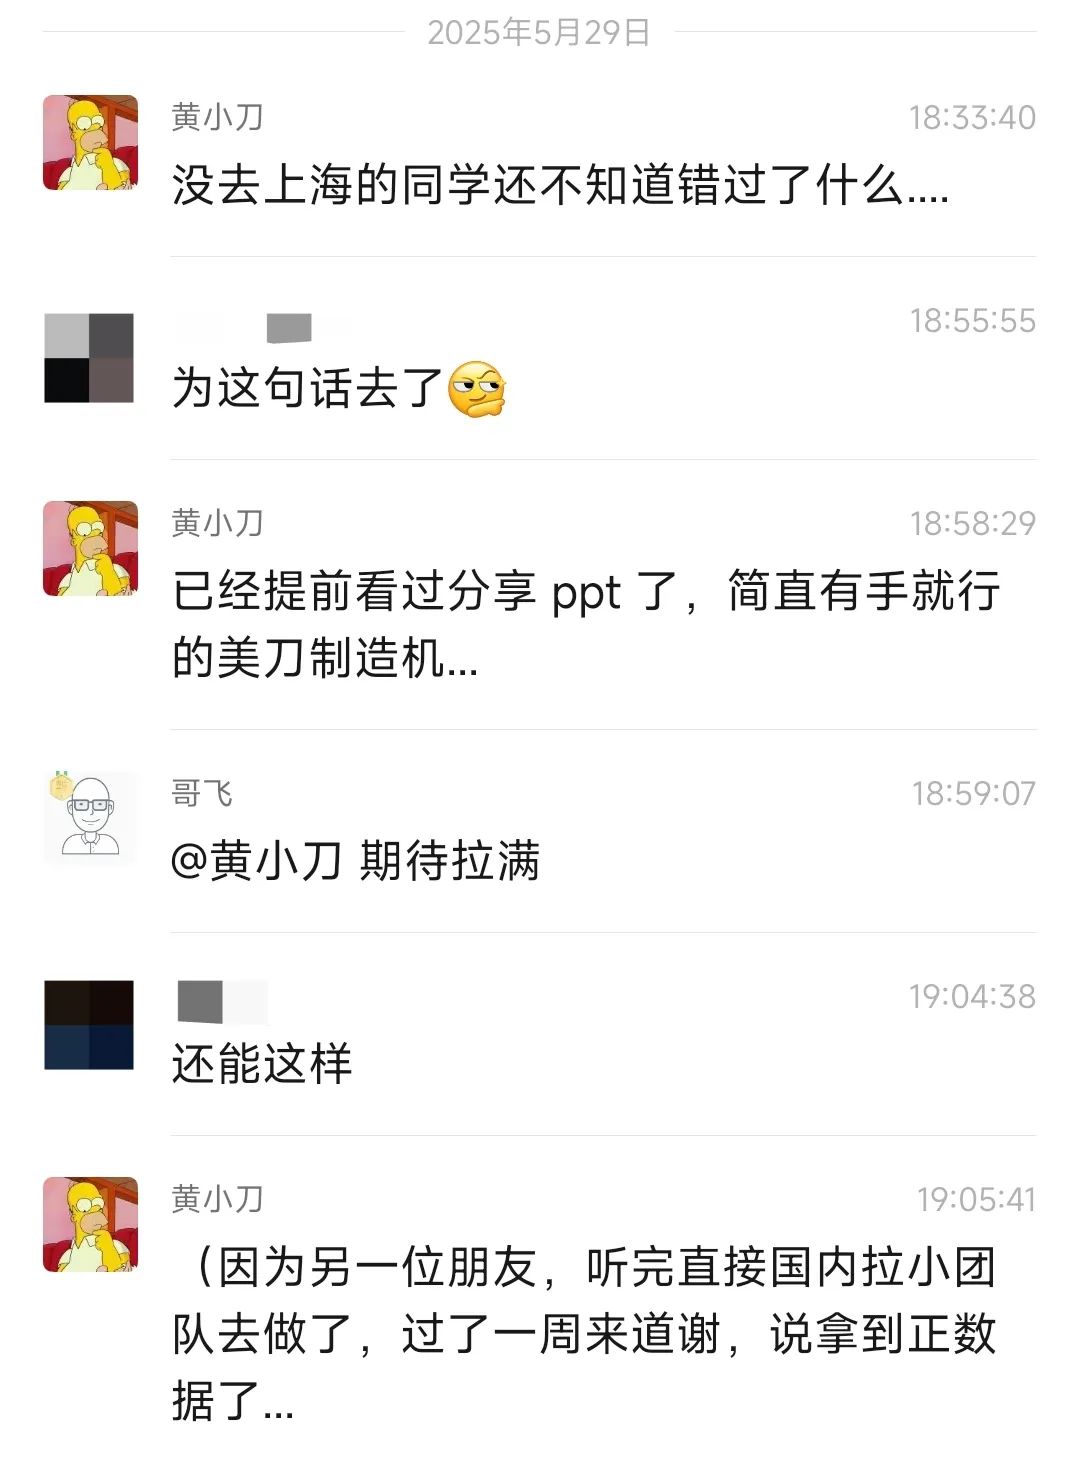 2025年5月29日
黄小刀
18:33:40
没去上海的同学还不知道错过了什么....
18:55:55
为这句话去了
黄小刀
18:58:29
已经提前看过分享 ppt 了，简直有手就行
的美刀制造机...
哥飞
18:59:07
@黄小刀 期待拉满
19:04:38
还能这样
黄小刀
19:05:41
（因为另一位朋友，听完直接国内拉小团
队去做了，过了一周来道谢，说拿到正数
据了...